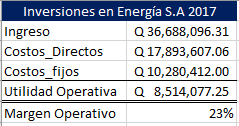 Inversiones en Energía S.A 2017
Ingreso Q 36,688,096.31
Costos_Directos Q 17,893,607.06
Costos_fijos Q 10,280,412.00
Utilidad Operativa Q 8,514,077.25
Margen Operativo 23%